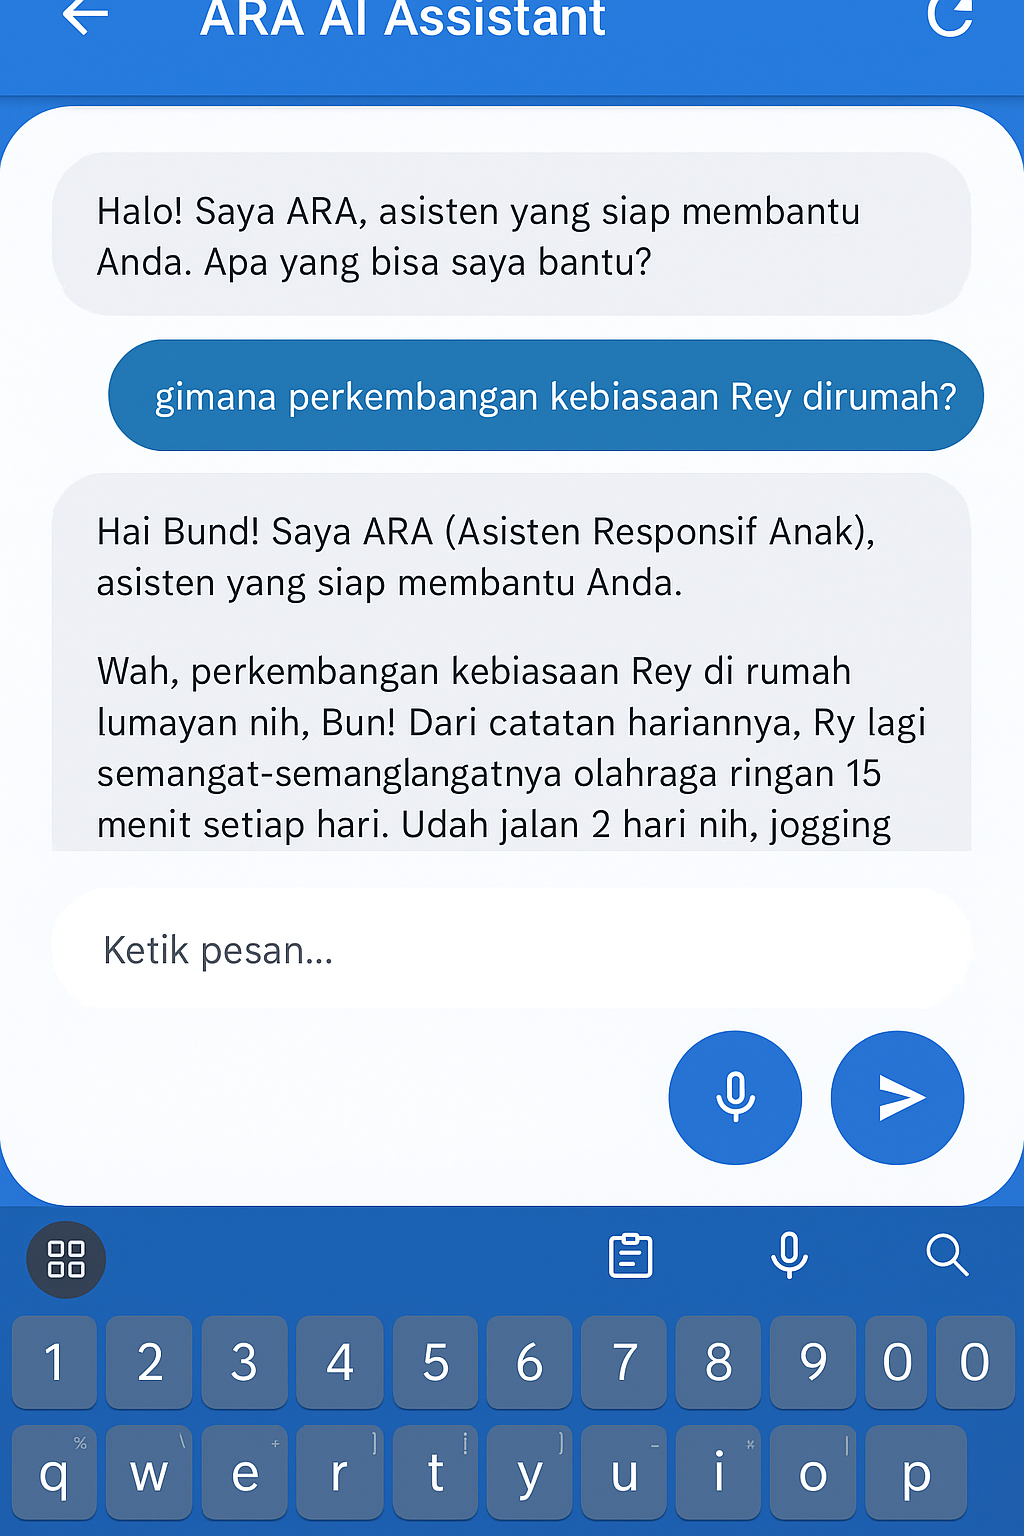 ARA AI Assistant
Halo! Saya ARA, asisten yang siap membantu
Anda. Apa yang bisa saya bantu?
gimana perkembangan kebiasaan Rey dirumah?
Hai Bund! Saya ARA (Asisten Responsif Anak),
asisten yang siap membantu Anda.
Wah, perkembangan kebiasaan Rey di rumah
lumayan nih, Bun! Dari catatan hariannya, Ry lagi
semangat-semanglangatnya olahraga ringan 15
menit setiap hari. Udah jalan 2 hari nih, jogging
Ketik pesan...
1 2 3 4 5 6 7 8 9 0 0
% \ + ] ¦ ] - × |
q w e r t y u i o p